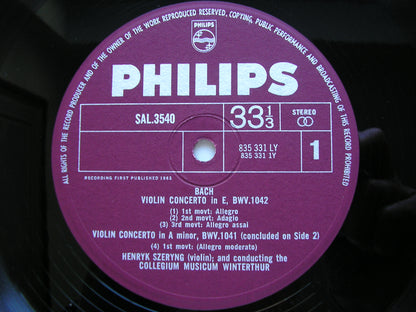 ALL RIGHTS OF THE RECORD PRODUCER AND OF THE OWNER OF THE WORK REPRODUCED RESERVED. COPYING, PUBLIC PERFORMANCE AND BROADCASTING OF THIS RECORD PROHIBITED
PHILIPS
PHILIPS
SAL.3540
33 1/3
STEREO
835 331 LY
835 331 1Y
1
RECORDING FIRST PUBLISHED 1965
BACH
VIOLIN CONCERTO in E, BWV.1042
(1) 1st movt: Allegro
(2) 2nd movt: Adagio
(3) 3rd movt: Allegro assai
VIOLIN CONCERTO in A minor, BWV.1041 (concluded on Side 2)
(4) 1st movt: (Allegro moderato)
HENRYK SZERYNG (violin); and conducting the
COLLEGIUM MUSICUM WINTERTHUR